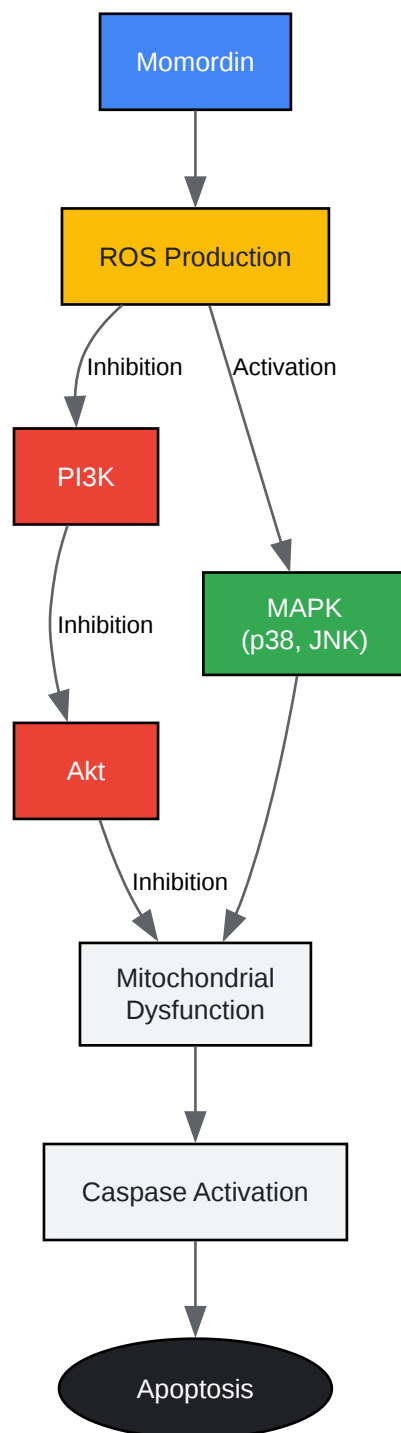 Momordin
ROS Production
Inhibition
Activation
PI3K
Inhibition
MAPK
(p38, JNK)
Akt
Inhibition
Mitochondrial
Dysfunction
Caspase Activation
Apoptosis